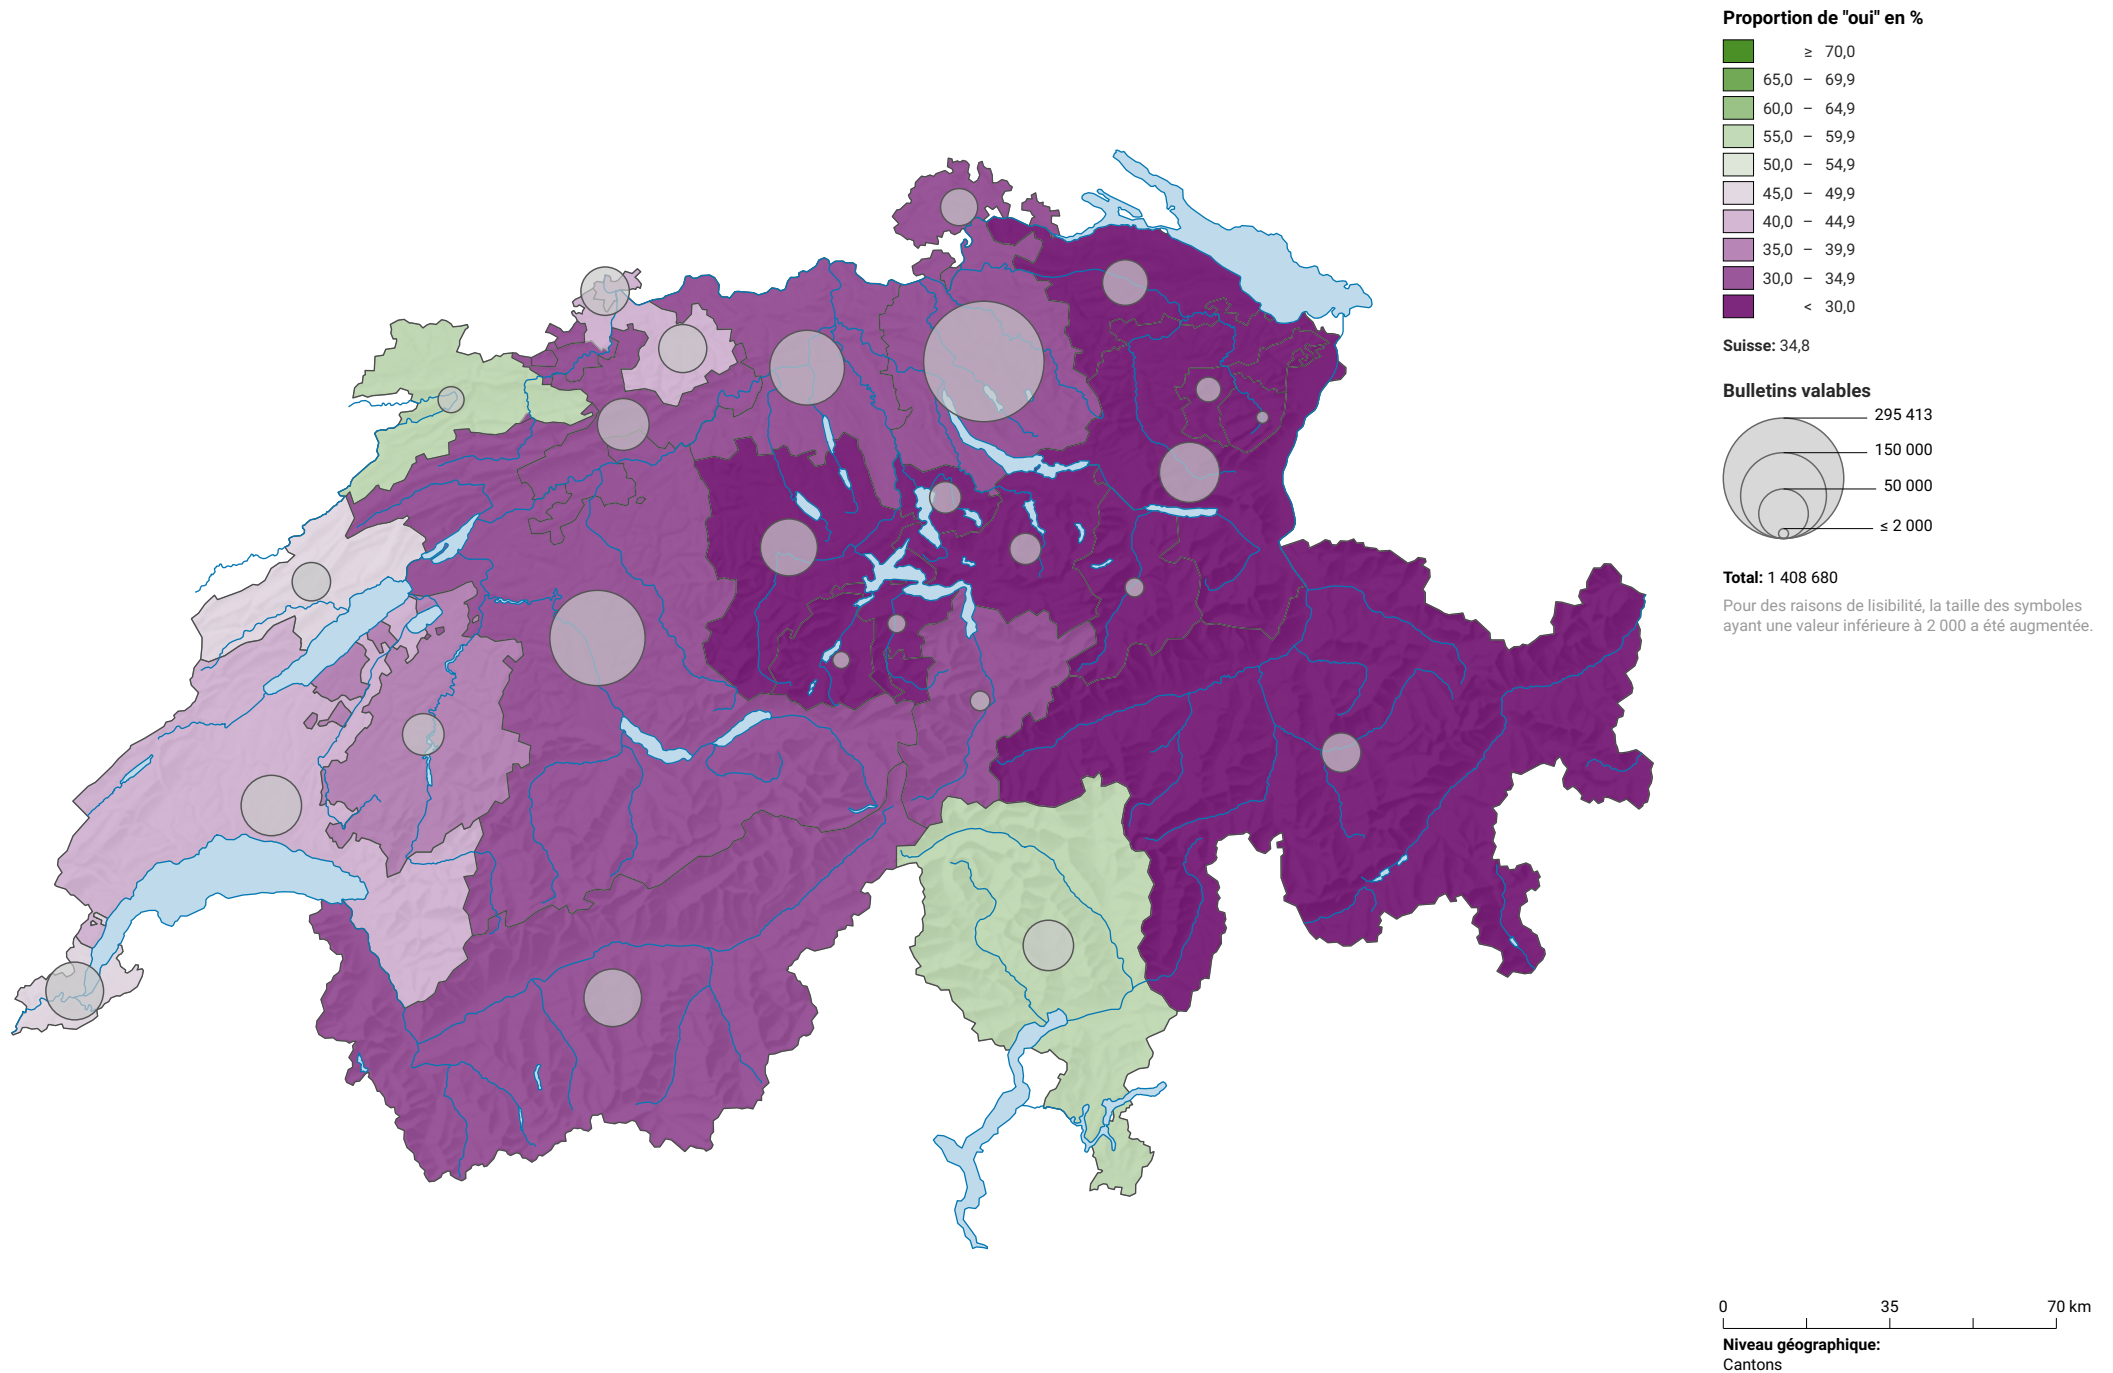 Proportion de "oui" en %
≥ 70,0
65,0 – 69,9
60,0 – 64,9
55,0 – 59,9
50,0 – 54,9
45,0 – 49,9
40,0 – 44,9
35,0 – 39,9
30,0 – 34,9
< 30,0
Suisse: 34,8
Bulletins valables
295 413
150 000
50 000
≤ 2 000
Total: 1 408 680
Pour des raisons de lisibilité, la taille des symboles
ayant une valeur inférieure à 2 000 a été augmentée.
0 35 70 km
Niveau géographique:
Cantons